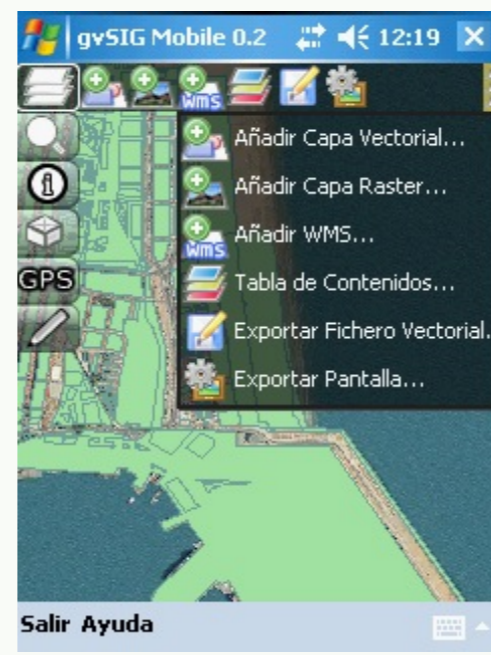 gvSIG Mobile 0.2 12:19
WMS
Añadir Capa Vectorial...
Añadir Capa Raster...
WMS Añadir WMS...
GPS Tabla de Contenidos...
Exportar Fichero Vectorial.
Exportar Pantalla...
Salir Ayuda